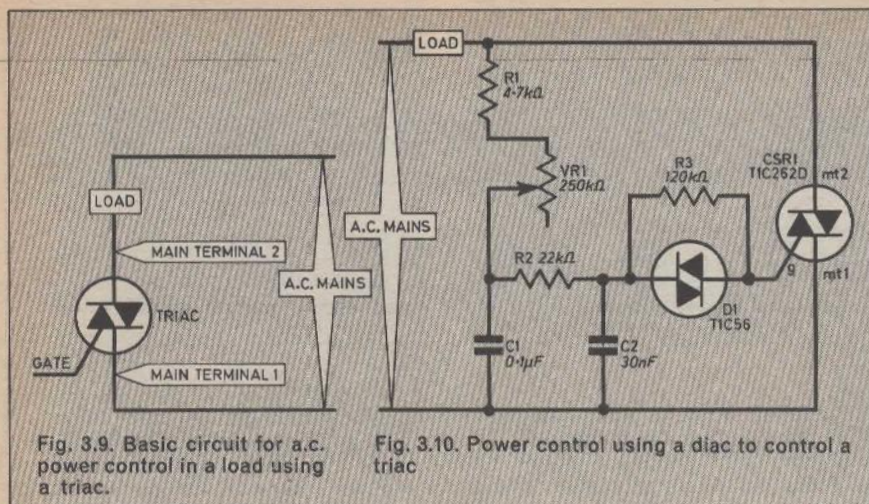 LOAD
MAIN TERMINAL 2
TRIAC
GATE
MAIN TERMINAL 1
A.C. MAINS
Fig. 3.9. Basic circuit for a.c.
power control in a load using
a triac.
LOAD
R1
4·7kΩ
VR1
250kΩ
A.C. MAINS
R2 22kΩ
C1
0·1μF
C2
30nF
R3
120kΩ
D1
T1C56
CSR1
T1C262D
mt2
g
mt1
Fig. 3.10. Power control using a diac to control a
triac